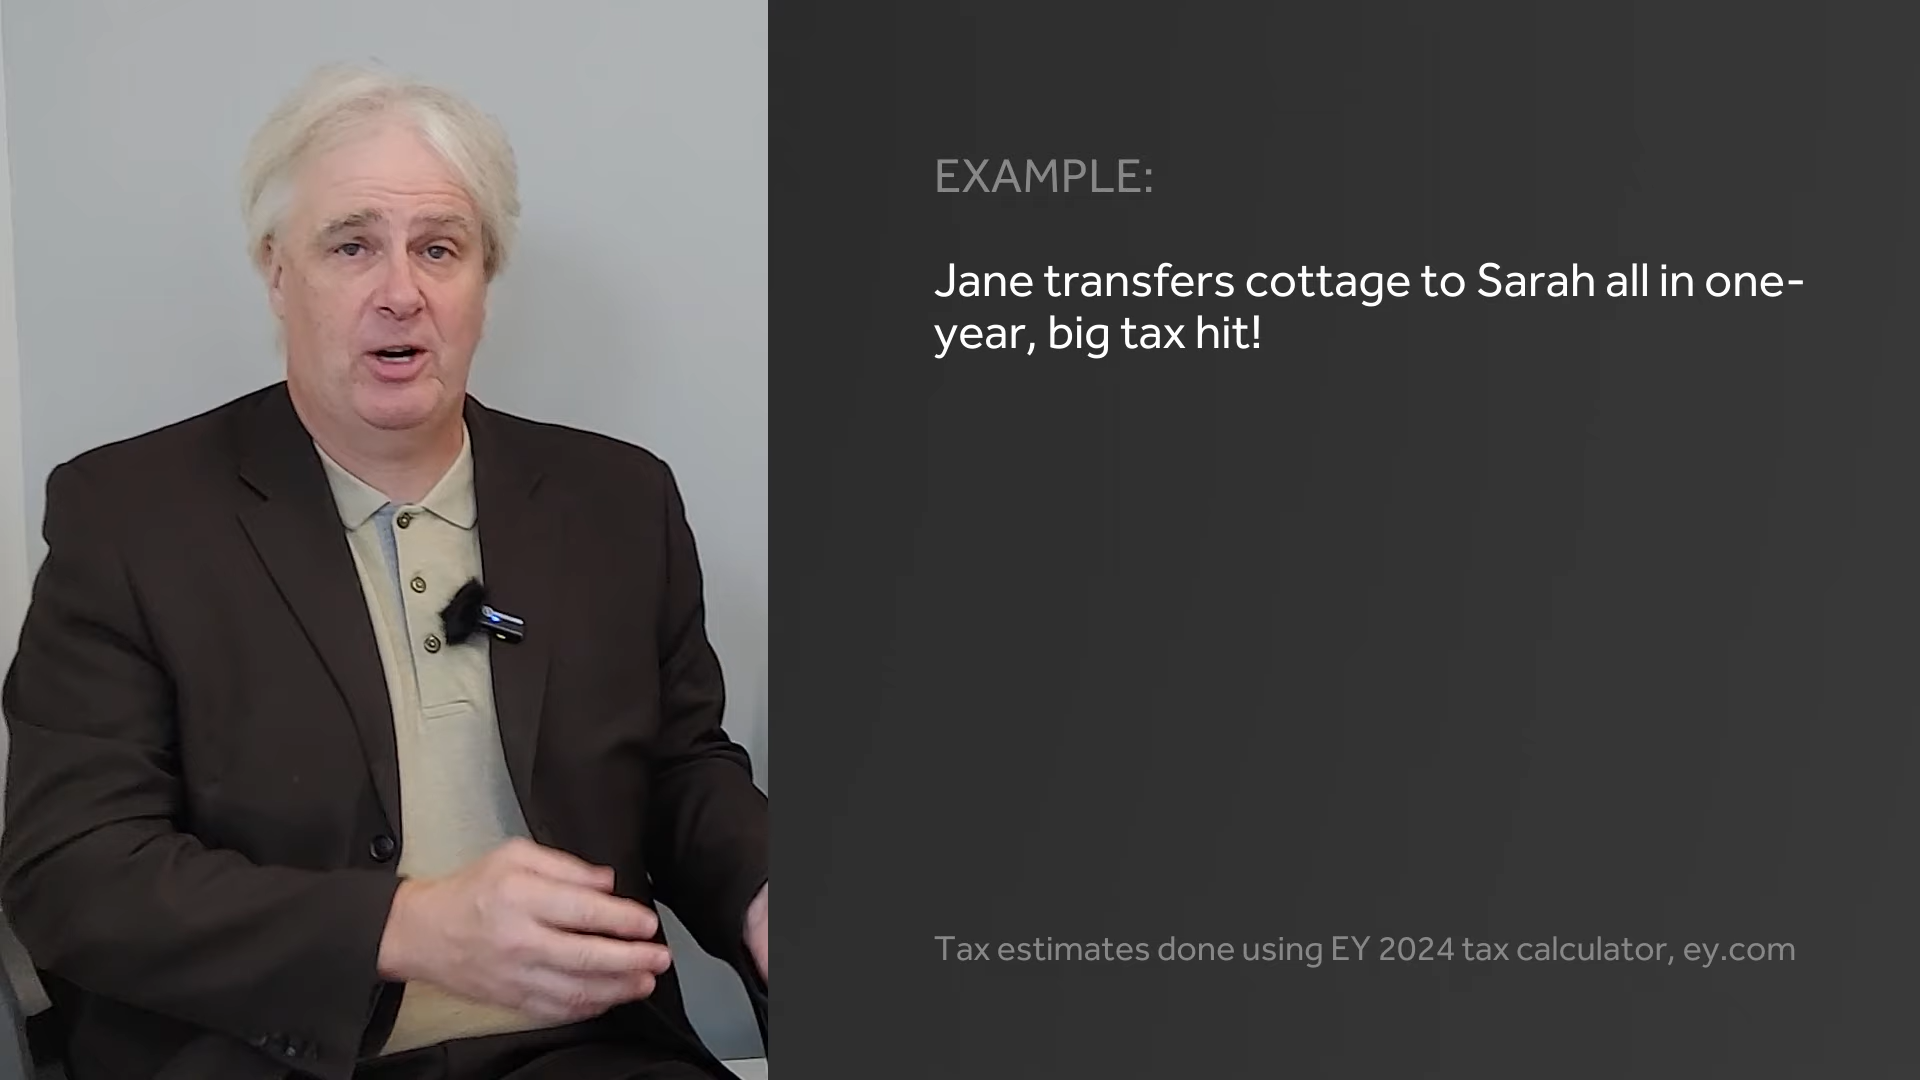 EXAMPLE:
Jane transfers cottage to Sarah all in one-
year, big tax hit!
Tax estimates done using EY 2024 tax calculator, ey.com